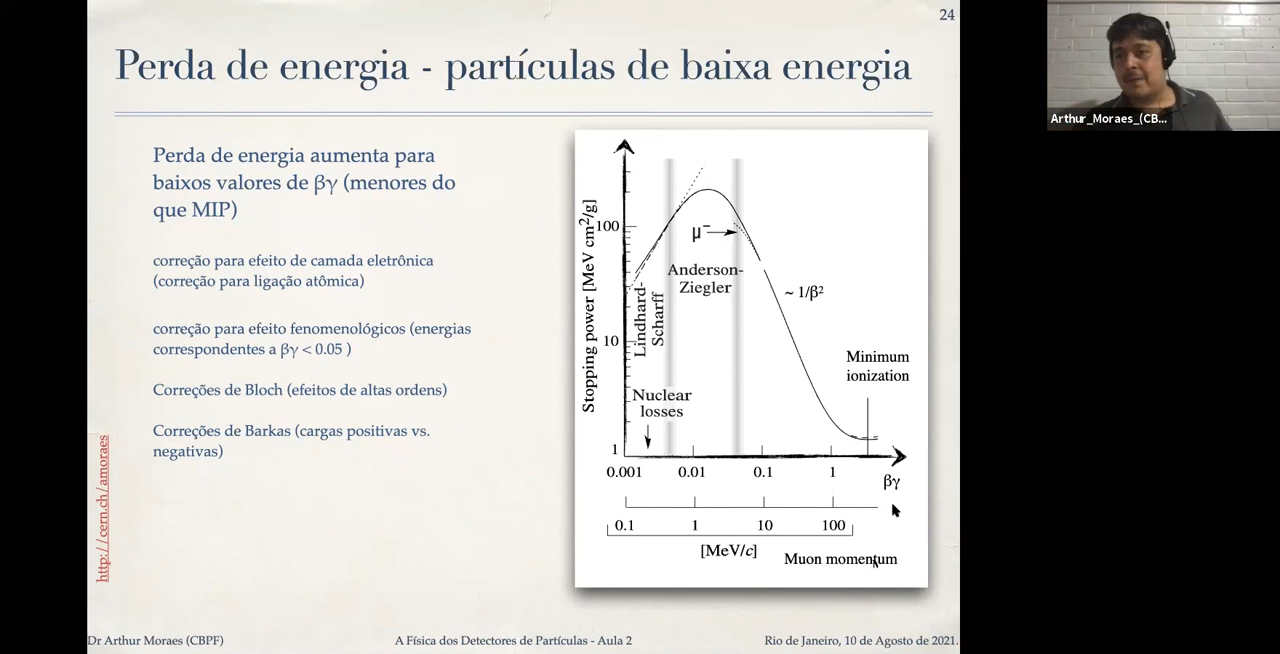 24
Perda de energia - partículas de baixa energia
Perda de energia aumenta para
baixos valores de βγ (menores do
que MIP)
correção para efeito de camada eletrônica
(correção para ligação atômica)
correção para efeito fenomenológicos (energias
correspondentes a βγ < 0.05 )
Correções de Bloch (efeitos de altas ordens)
Correções de Barkas (cargas positivas vs.
negativas)
http://cern.ch/amoraes
Stopping power [MeV cm²/g]
100
10
1
μ⁻
Anderson-
Ziegler
Lindhard-
Scharff
~ 1/β²
Minimum
ionization
Nuclear
losses
0.001 0.01 0.1 1
βγ
0.1 1 10 100
[MeV/c]
Muon momentum
Dr Arthur Moraes (CBPF) A Física dos Detectores de Partículas - Aula 2 Rio de Janeiro, 10 de Agosto de 2021.
Arthur_Moraes_(CB...